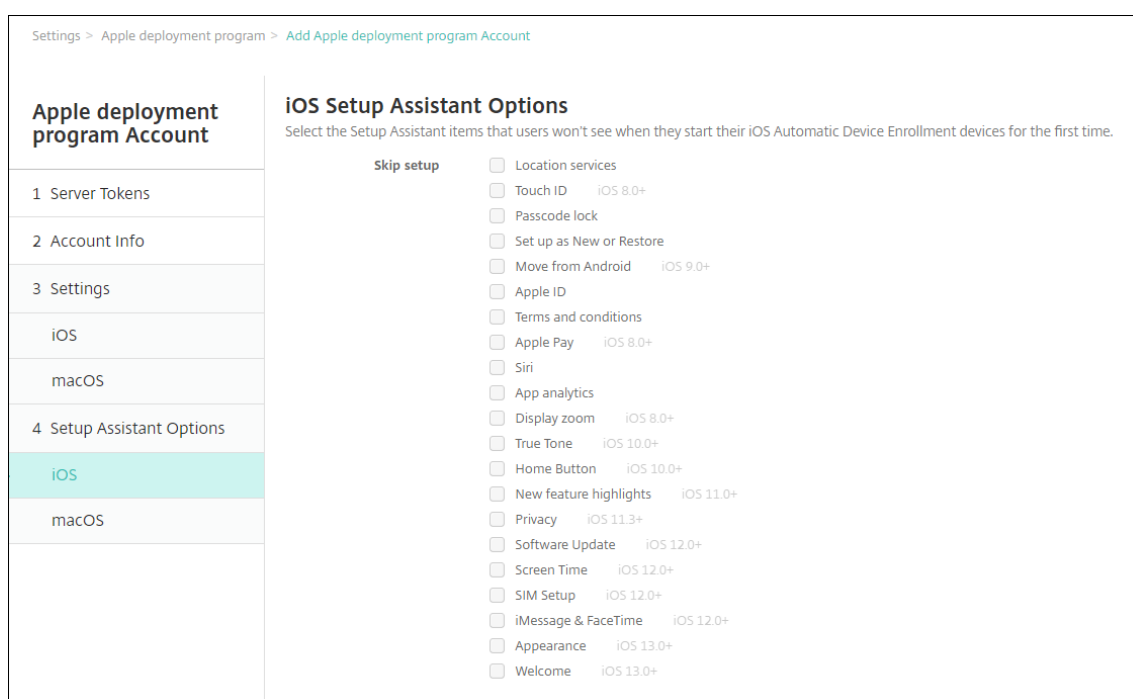 Settings > Apple deployment program > Add Apple deployment program Account
Apple deployment
program Account
1 Server Tokens
2 Account Info
3 Settings
iOS
macOS
4 Setup Assistant Options
iOS
macOS
iOS Setup Assistant Options
Select the Setup Assistant items that users won't see when they start their iOS Automatic Device Enrollment devices for the first time.
Skip setup
Location services
Touch ID iOS 8.0+
Passcode lock
Set up as New or Restore
Move from Android iOS 9.0+
Apple ID
Terms and conditions
Apple Pay iOS 8.0+
Siri
App analytics
Display zoom iOS 8.0+
True Tone iOS 10.0+
Home Button iOS 10.0+
New feature highlights iOS 11.0+
Privacy iOS 11.3+
Software Update iOS 12.0+
Screen Time iOS 12.0+
SIM Setup iOS 12.0+
iMessage & FaceTime iOS 12.0+
Appearance iOS 13.0+
Welcome iOS 13.0+